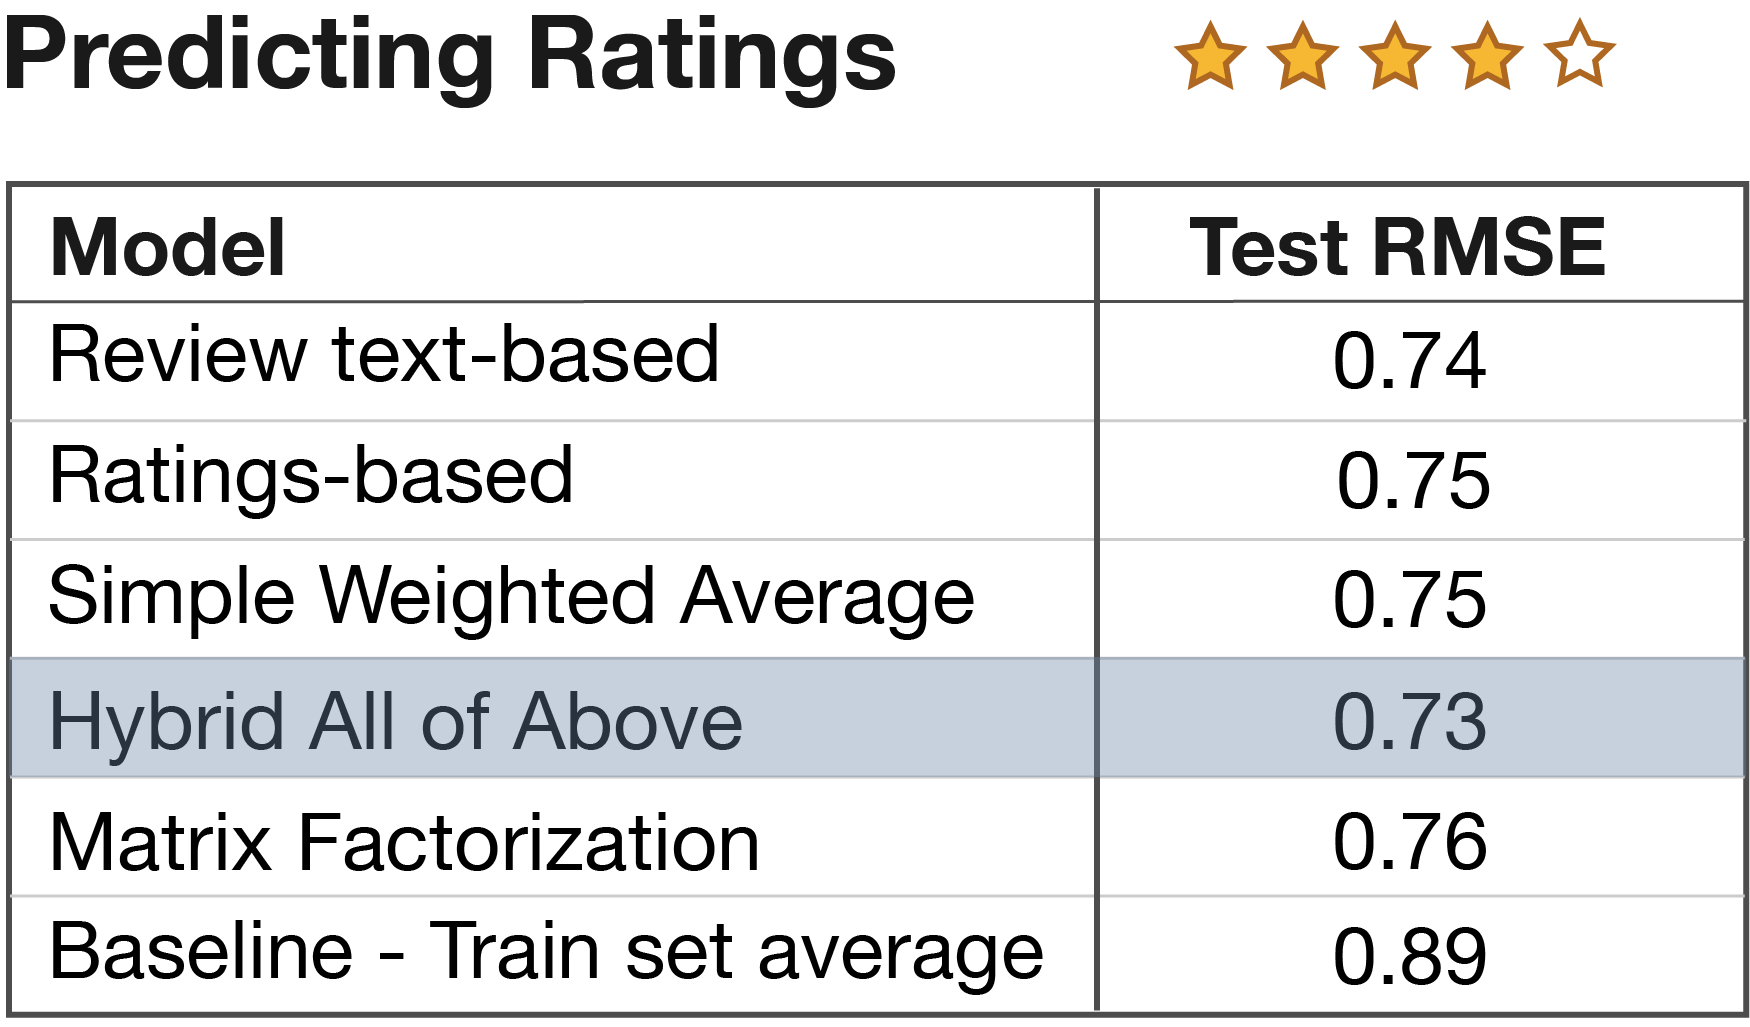 Predicting Ratings
Model Test RMSE
Review text-based 0.74
Ratings-based 0.75
Simple Weighted Average 0.75
Hybrid All of Above 0.73
Matrix Factorization 0.76
Baseline - Train set average 0.89